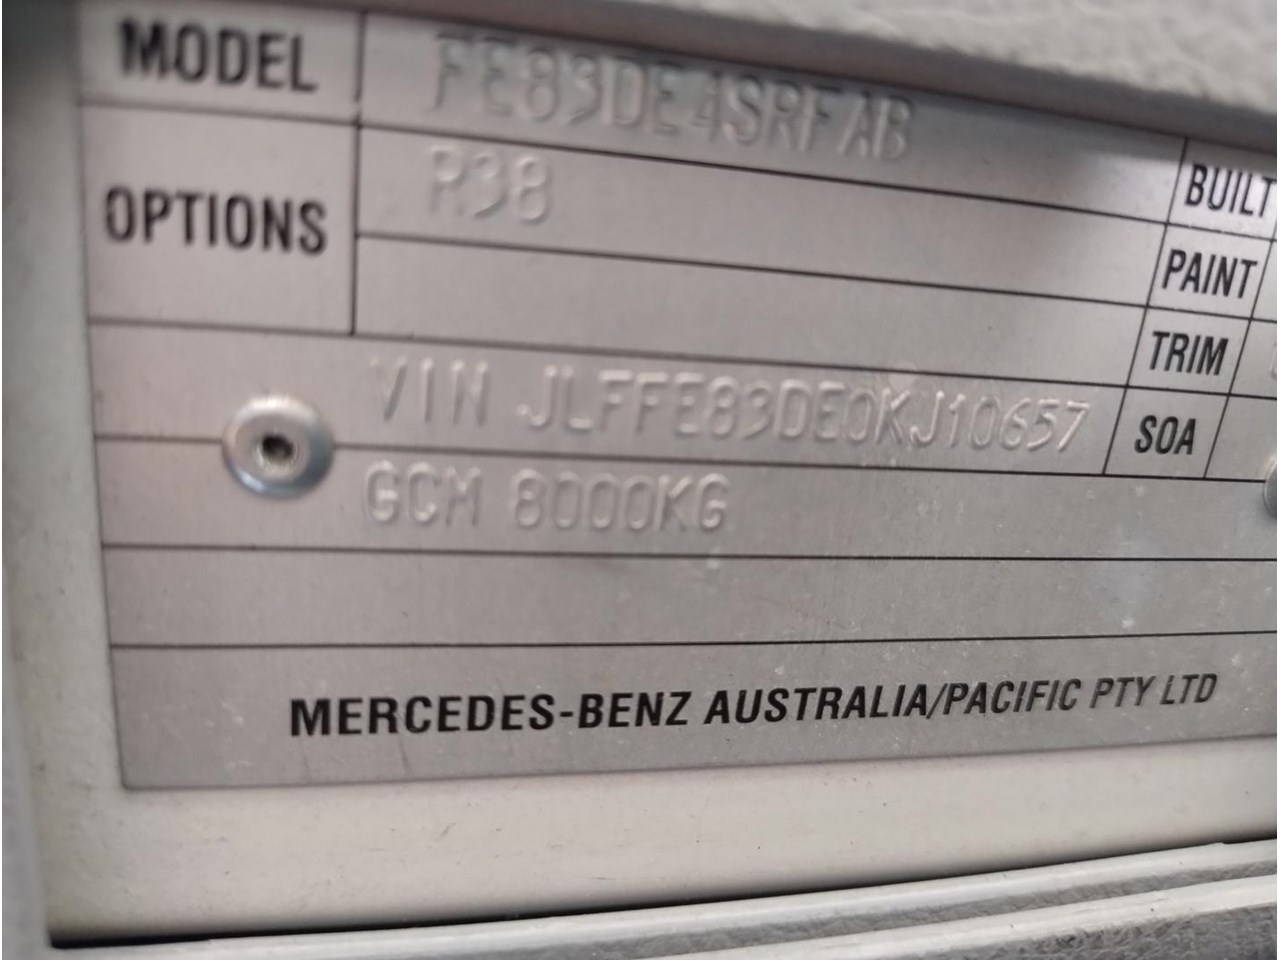 MODEL FE83DE4SRFAB
OPTIONS R38
BUILT
PAINT
TRIM
SOA
VIN JLFFE83DE0KJ10657
GCM 8000KG
MERCEDES-BENZ AUSTRALIA/PACIFIC PTY LTD